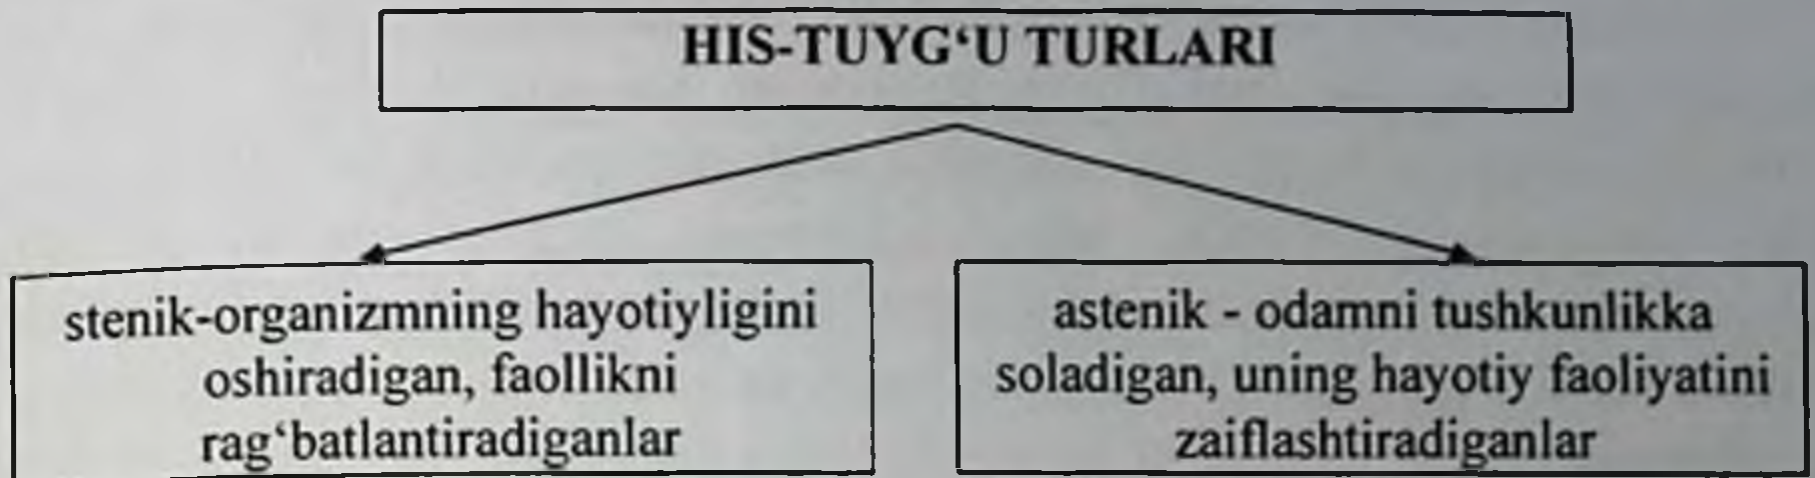 HIS-TUYG‘U TURLARI
stenik-organizmning hayotiyligini
oshiradigan, faollikni
rag‘batlantiradiganlar
astenik - odamni tushkunlikka
soladigan, uning hayotiy faoliyatini
zaiflashtiradiganlar